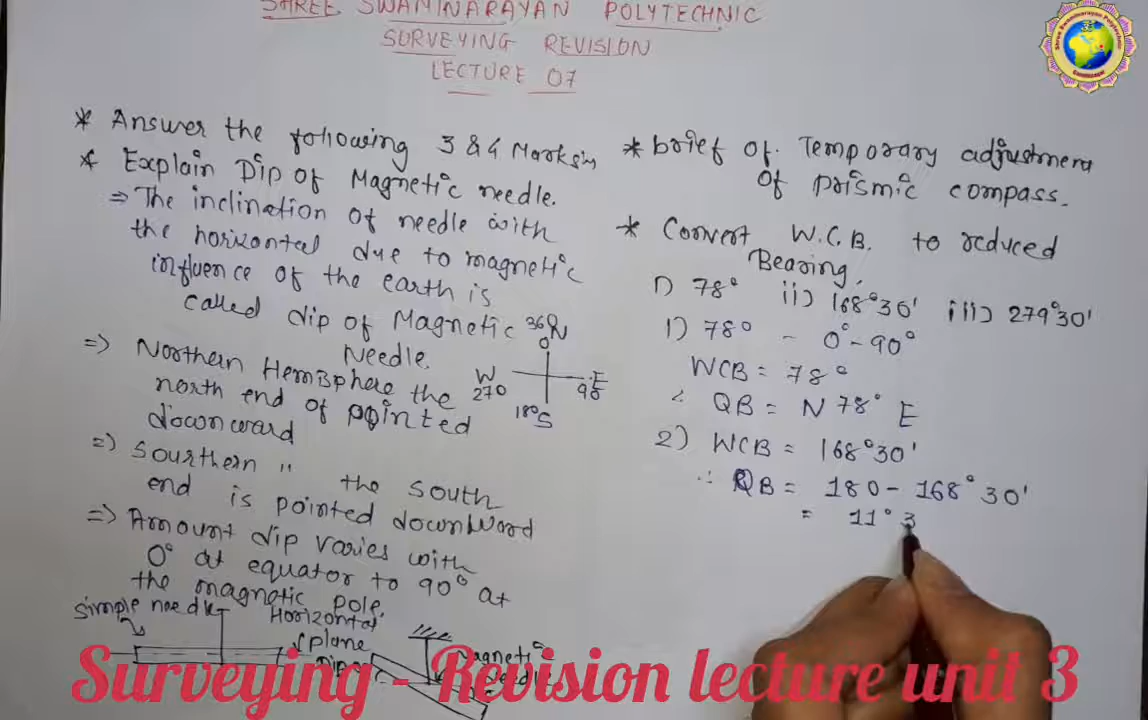 SHREE SWAMINARAYAN POLYTECHNIC
SURVEYING REVISION
LECTURE 07
* Answer the following 3 & 4 Marks
* Explain Dip of Magnetic needle.
⇒ The inclination of needle with
the horizontal due to magnetic
influence of the earth is
called dip of Magnetic
Needle.
⇒ Northern Hemisphere the
north end of pointed
downward
⇒ Sourthern " the south
end is pointed downward
⇒ Amount dip varies with
0° at equator to 90° at
the magnetic pole.
360 N
0
W
270
E
90
180 S
simple needle
Horizontal
plane
Dip
Magnetic
Needle
* brief of Temporary adjustment
of prismic compass.
* Convert W.C.B. to reduced
Bearing.
1) 78° ii) 168°30' iii) 279°30'
1) 78° - 0°-90°
WCB = 78°
∴ QB = N 78° E
2) WCB = 168°30'
∴ QB = 180 - 168°30'
= 11° 3
Surveying - Revision lecture unit 3